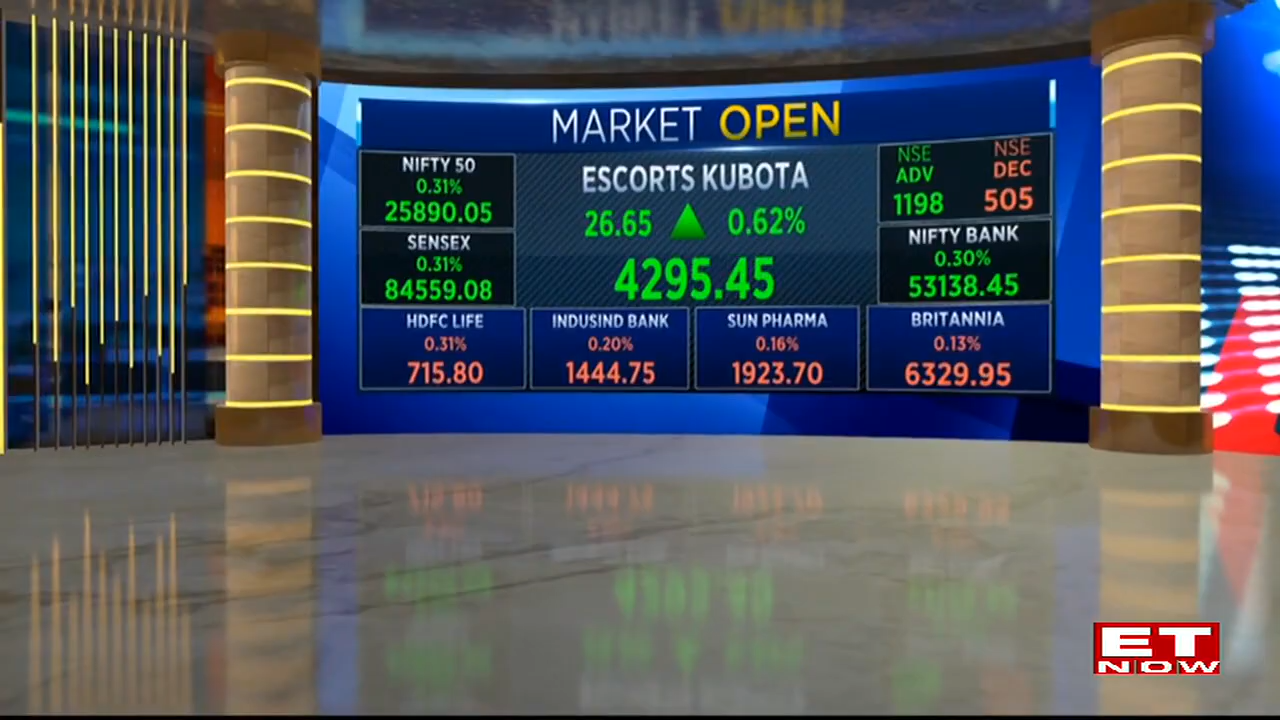 MARKET OPEN
NIFTY 50
0.31%
25890.05
SENSEX
0.31%
84559.08
ESCORTS KUBOTA
26.65 ▲ 0.62%
4295.45
NSE ADV
1198
NSE DEC
505
NIFTY BANK
0.30%
53138.45
HDFC LIFE
0.31%
715.80
INDUSIND BANK
0.20%
1444.75
SUN PHARMA
0.16%
1923.70
BRITANNIA
0.13%
6329.95
ET
NOW